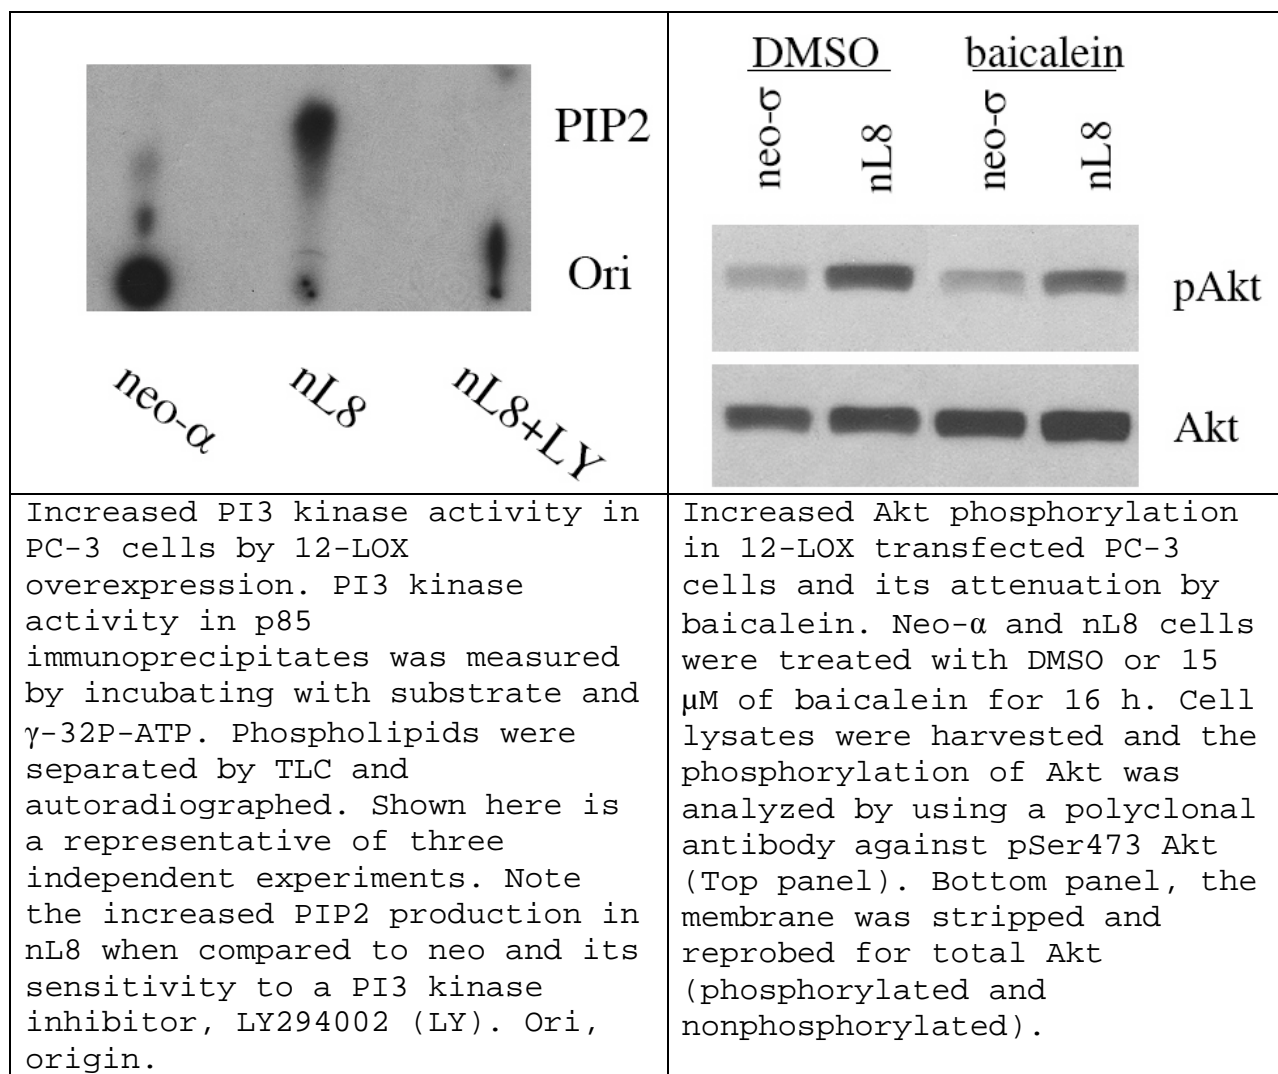 PIP2
Ori
neo-α
nL8
nL8+LY
DMSO
baicalein
neo-σ
nL8
neo-σ
nL8
pAkt
Akt
Increased PI3 kinase activity in
PC-3 cells by 12-LOX
overexpression. PI3 kinase
activity in p85
immunoprecipitates was measured
by incubating with substrate and
γ-32P-ATP. Phospholipids were
separated by TLC and
autoradiographed. Shown here is
a representative of three
independent experiments. Note
the increased PIP2 production in
nL8 when compared to neo and its
sensitivity to a PI3 kinase
inhibitor, LY294002 (LY). Ori,
origin.
Increased Akt phosphorylation
in 12-LOX transfected PC-3
cells and its attenuation by
baicalein. Neo-α and nL8 cells
were treated with DMSO or 15
μM of baicalein for 16 h. Cell
lysates were harvested and the
phosphorylation of Akt was
analyzed by using a polyclonal
antibody against pSer473 Akt
(Top panel). Bottom panel, the
membrane was stripped and
reprobed for total Akt
(phosphorylated and
nonphosphorylated).